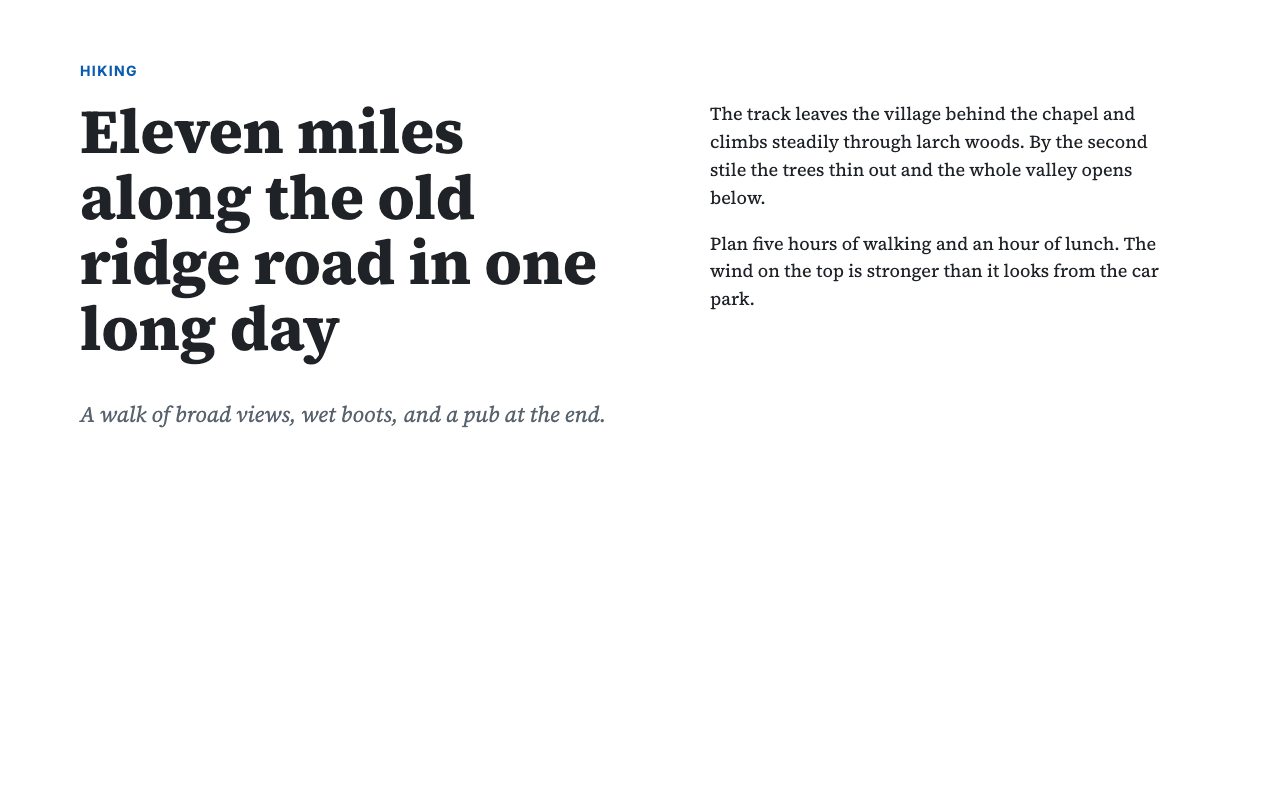 HIKING
Eleven miles
along the old
ridge road in one
long day
A walk of broad views, wet boots, and a pub at the end.
The track leaves the village behind the chapel and
climbs steadily through larch woods. By the second
stile the trees thin out and the whole valley opens
below.
Plan five hours of walking and an hour of lunch. The
wind on the top is stronger than it looks from the car
park.